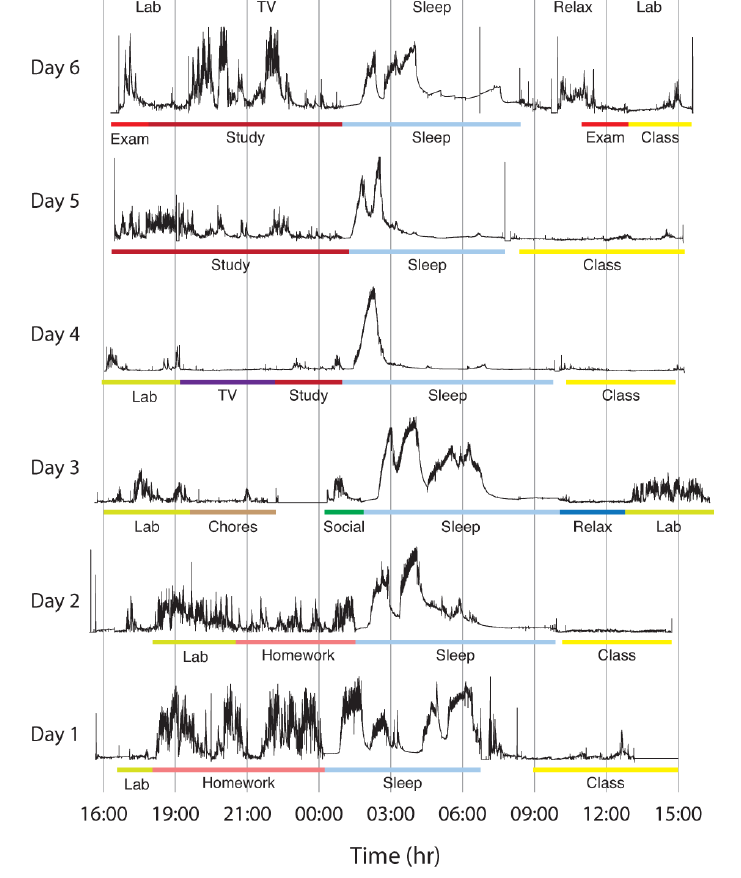 Lab TV Sleep Relax Lab
Day 6
Exam Study Sleep Exam Class
Day 5
Study Sleep Class
Day 4
Lab TV Study Sleep Class
Day 3
Lab Chores Social Sleep Relax Lab
Day 2
Lab Homework Sleep Class
Day 1
Lab Homework Sleep Class
16:00 19:00 21:00 00:00 03:00 06:00 09:00 12:00 15:00
Time (hr)